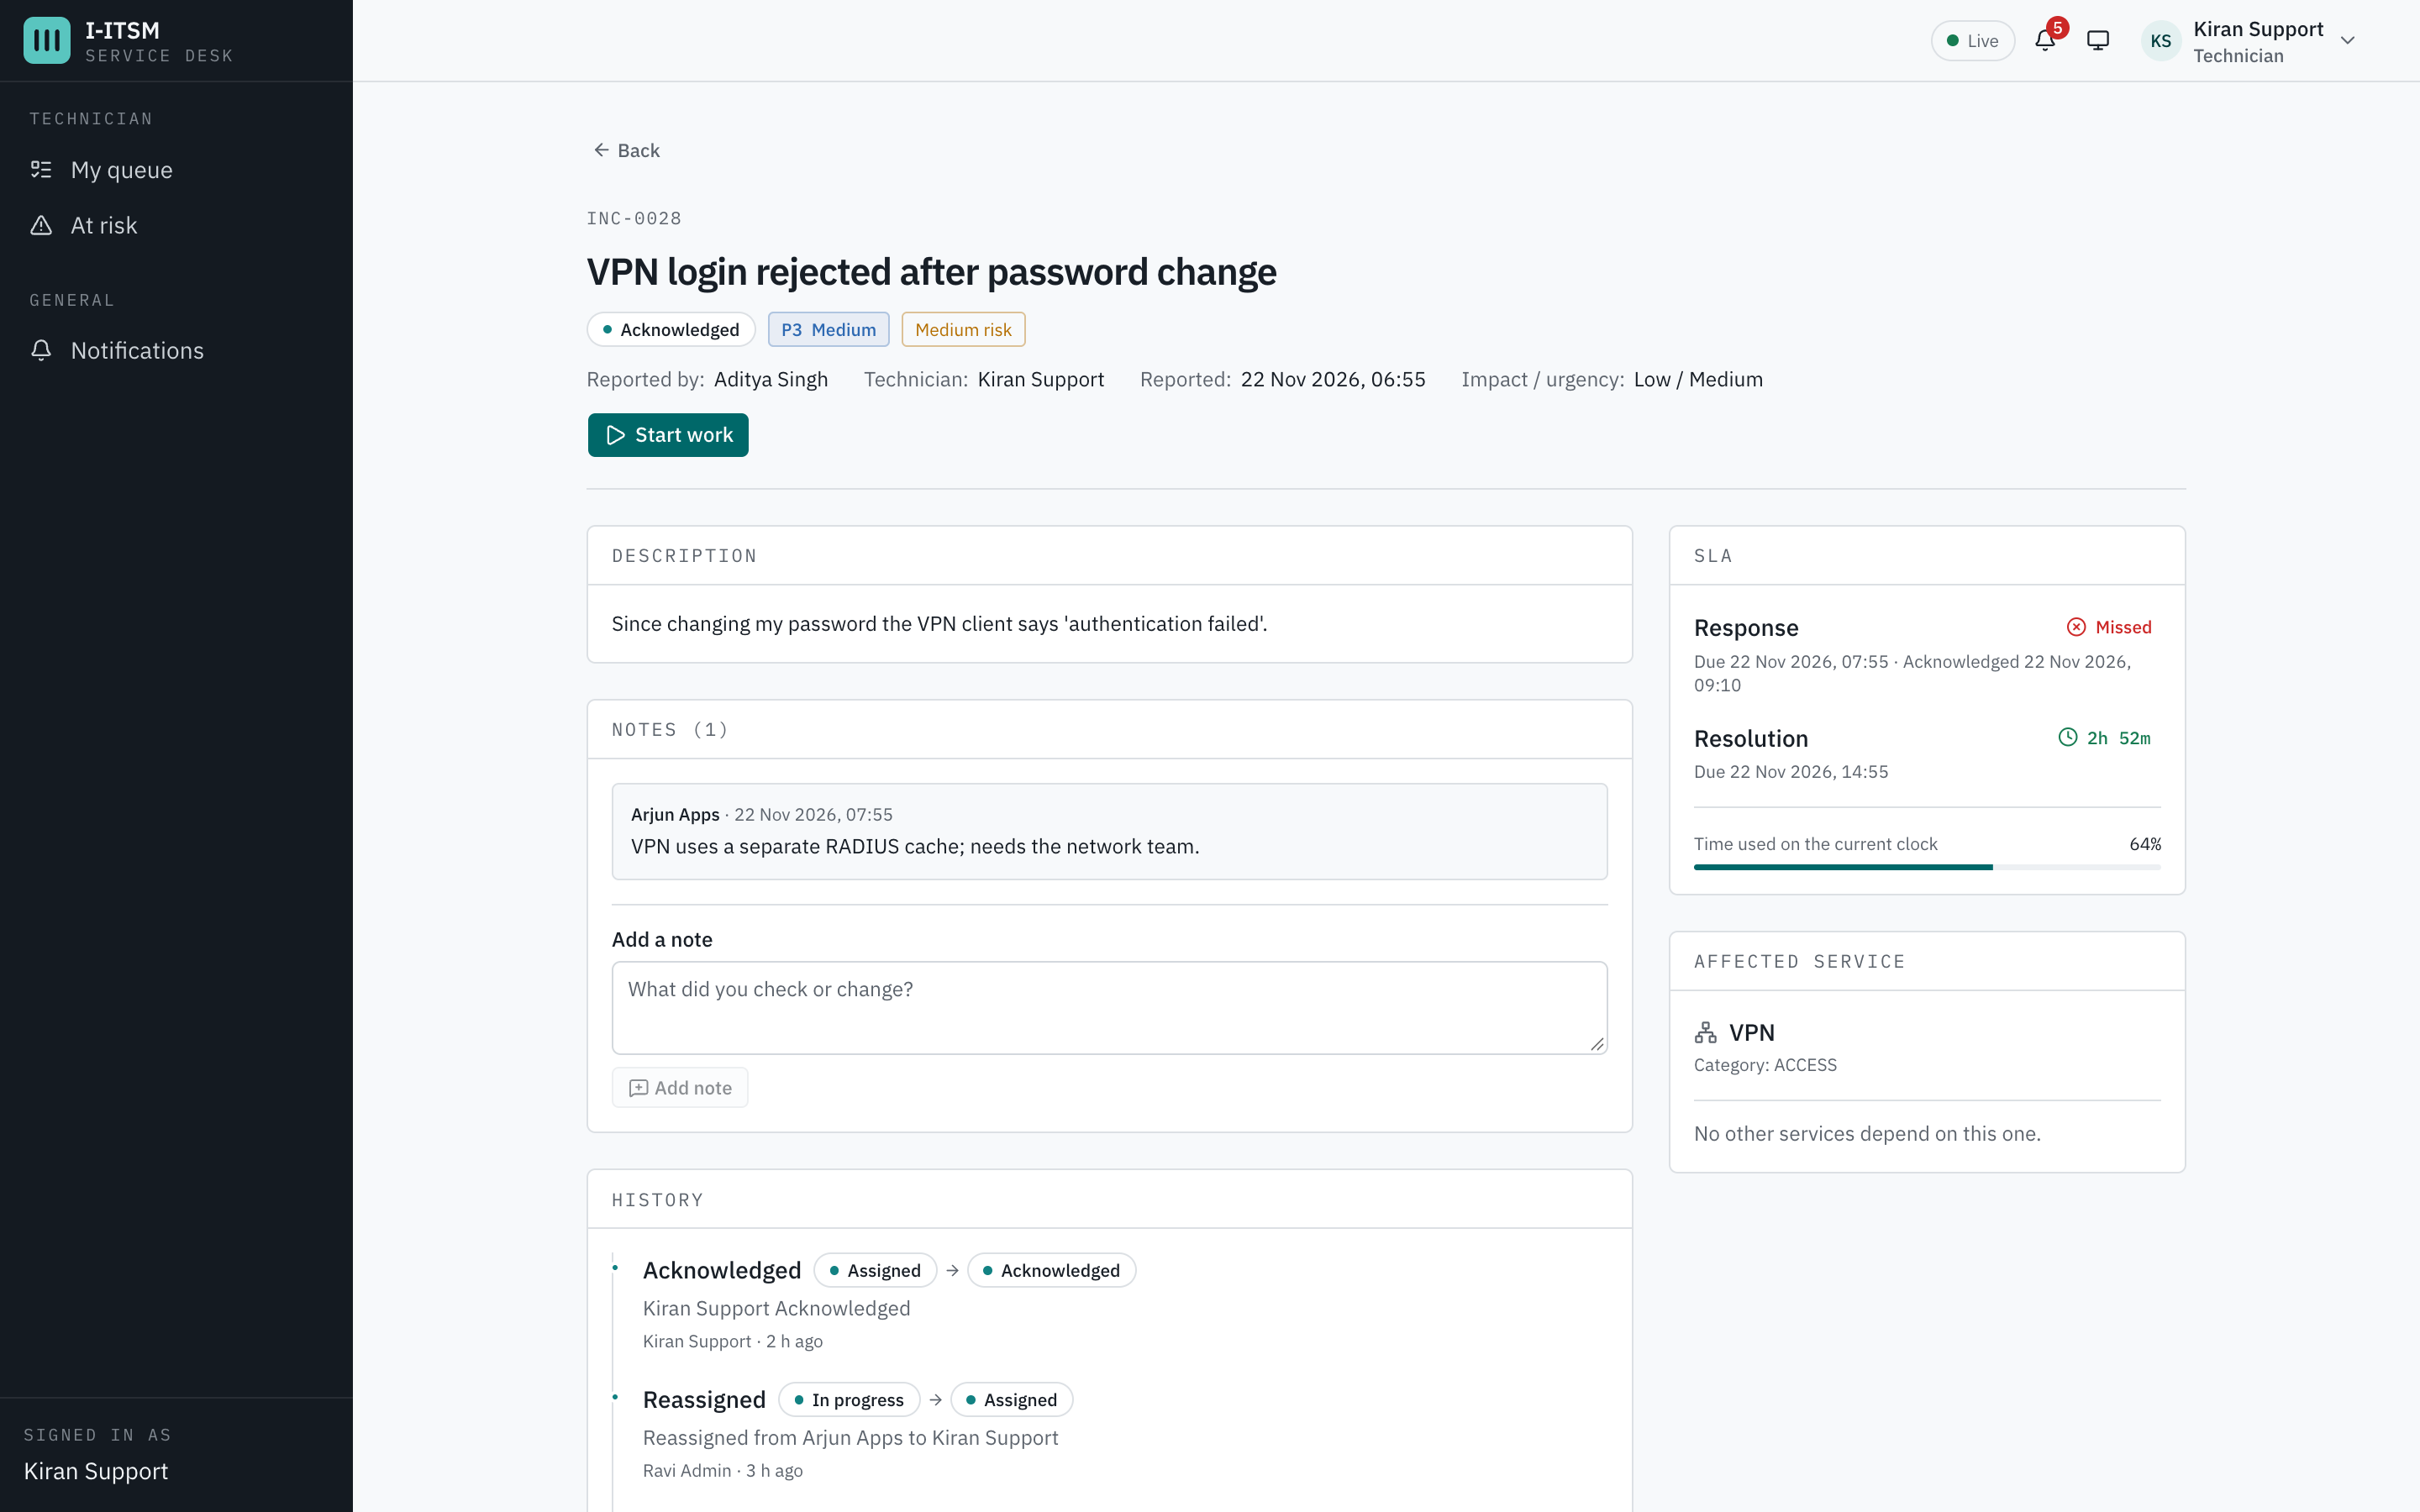 I-ITSM
SERVICE DESK
TECHNICIAN
My queue
At risk
GENERAL
Notifications
SIGNED IN AS
Kiran Support
Live
5
KS
Kiran Support
Technician
Back
INC-0028
VPN login rejected after password change
Acknowledged
P3 Medium
Medium risk
Reported by: Aditya Singh Technician: Kiran Support Reported: 22 Nov 2026, 06:55 Impact / urgency: Low / Medium
Start work
DESCRIPTION
Since changing my password the VPN client says 'authentication failed'.
NOTES (1)
Arjun Apps · 22 Nov 2026, 07:55
VPN uses a separate RADIUS cache; needs the network team.
Add a note
What did you check or change?
Add note
HISTORY
Acknowledged Assigned → Acknowledged
Kiran Support Acknowledged
Kiran Support · 2 h ago
Reassigned In progress → Assigned
Reassigned from Arjun Apps to Kiran Support
Ravi Admin · 3 h ago
SLA
Response Missed
Due 22 Nov 2026, 07:55 · Acknowledged 22 Nov 2026,
09:10
Resolution 2h 52m
Due 22 Nov 2026, 14:55
Time used on the current clock 64%
AFFECTED SERVICE
VPN
Category: ACCESS
No other services depend on this one.